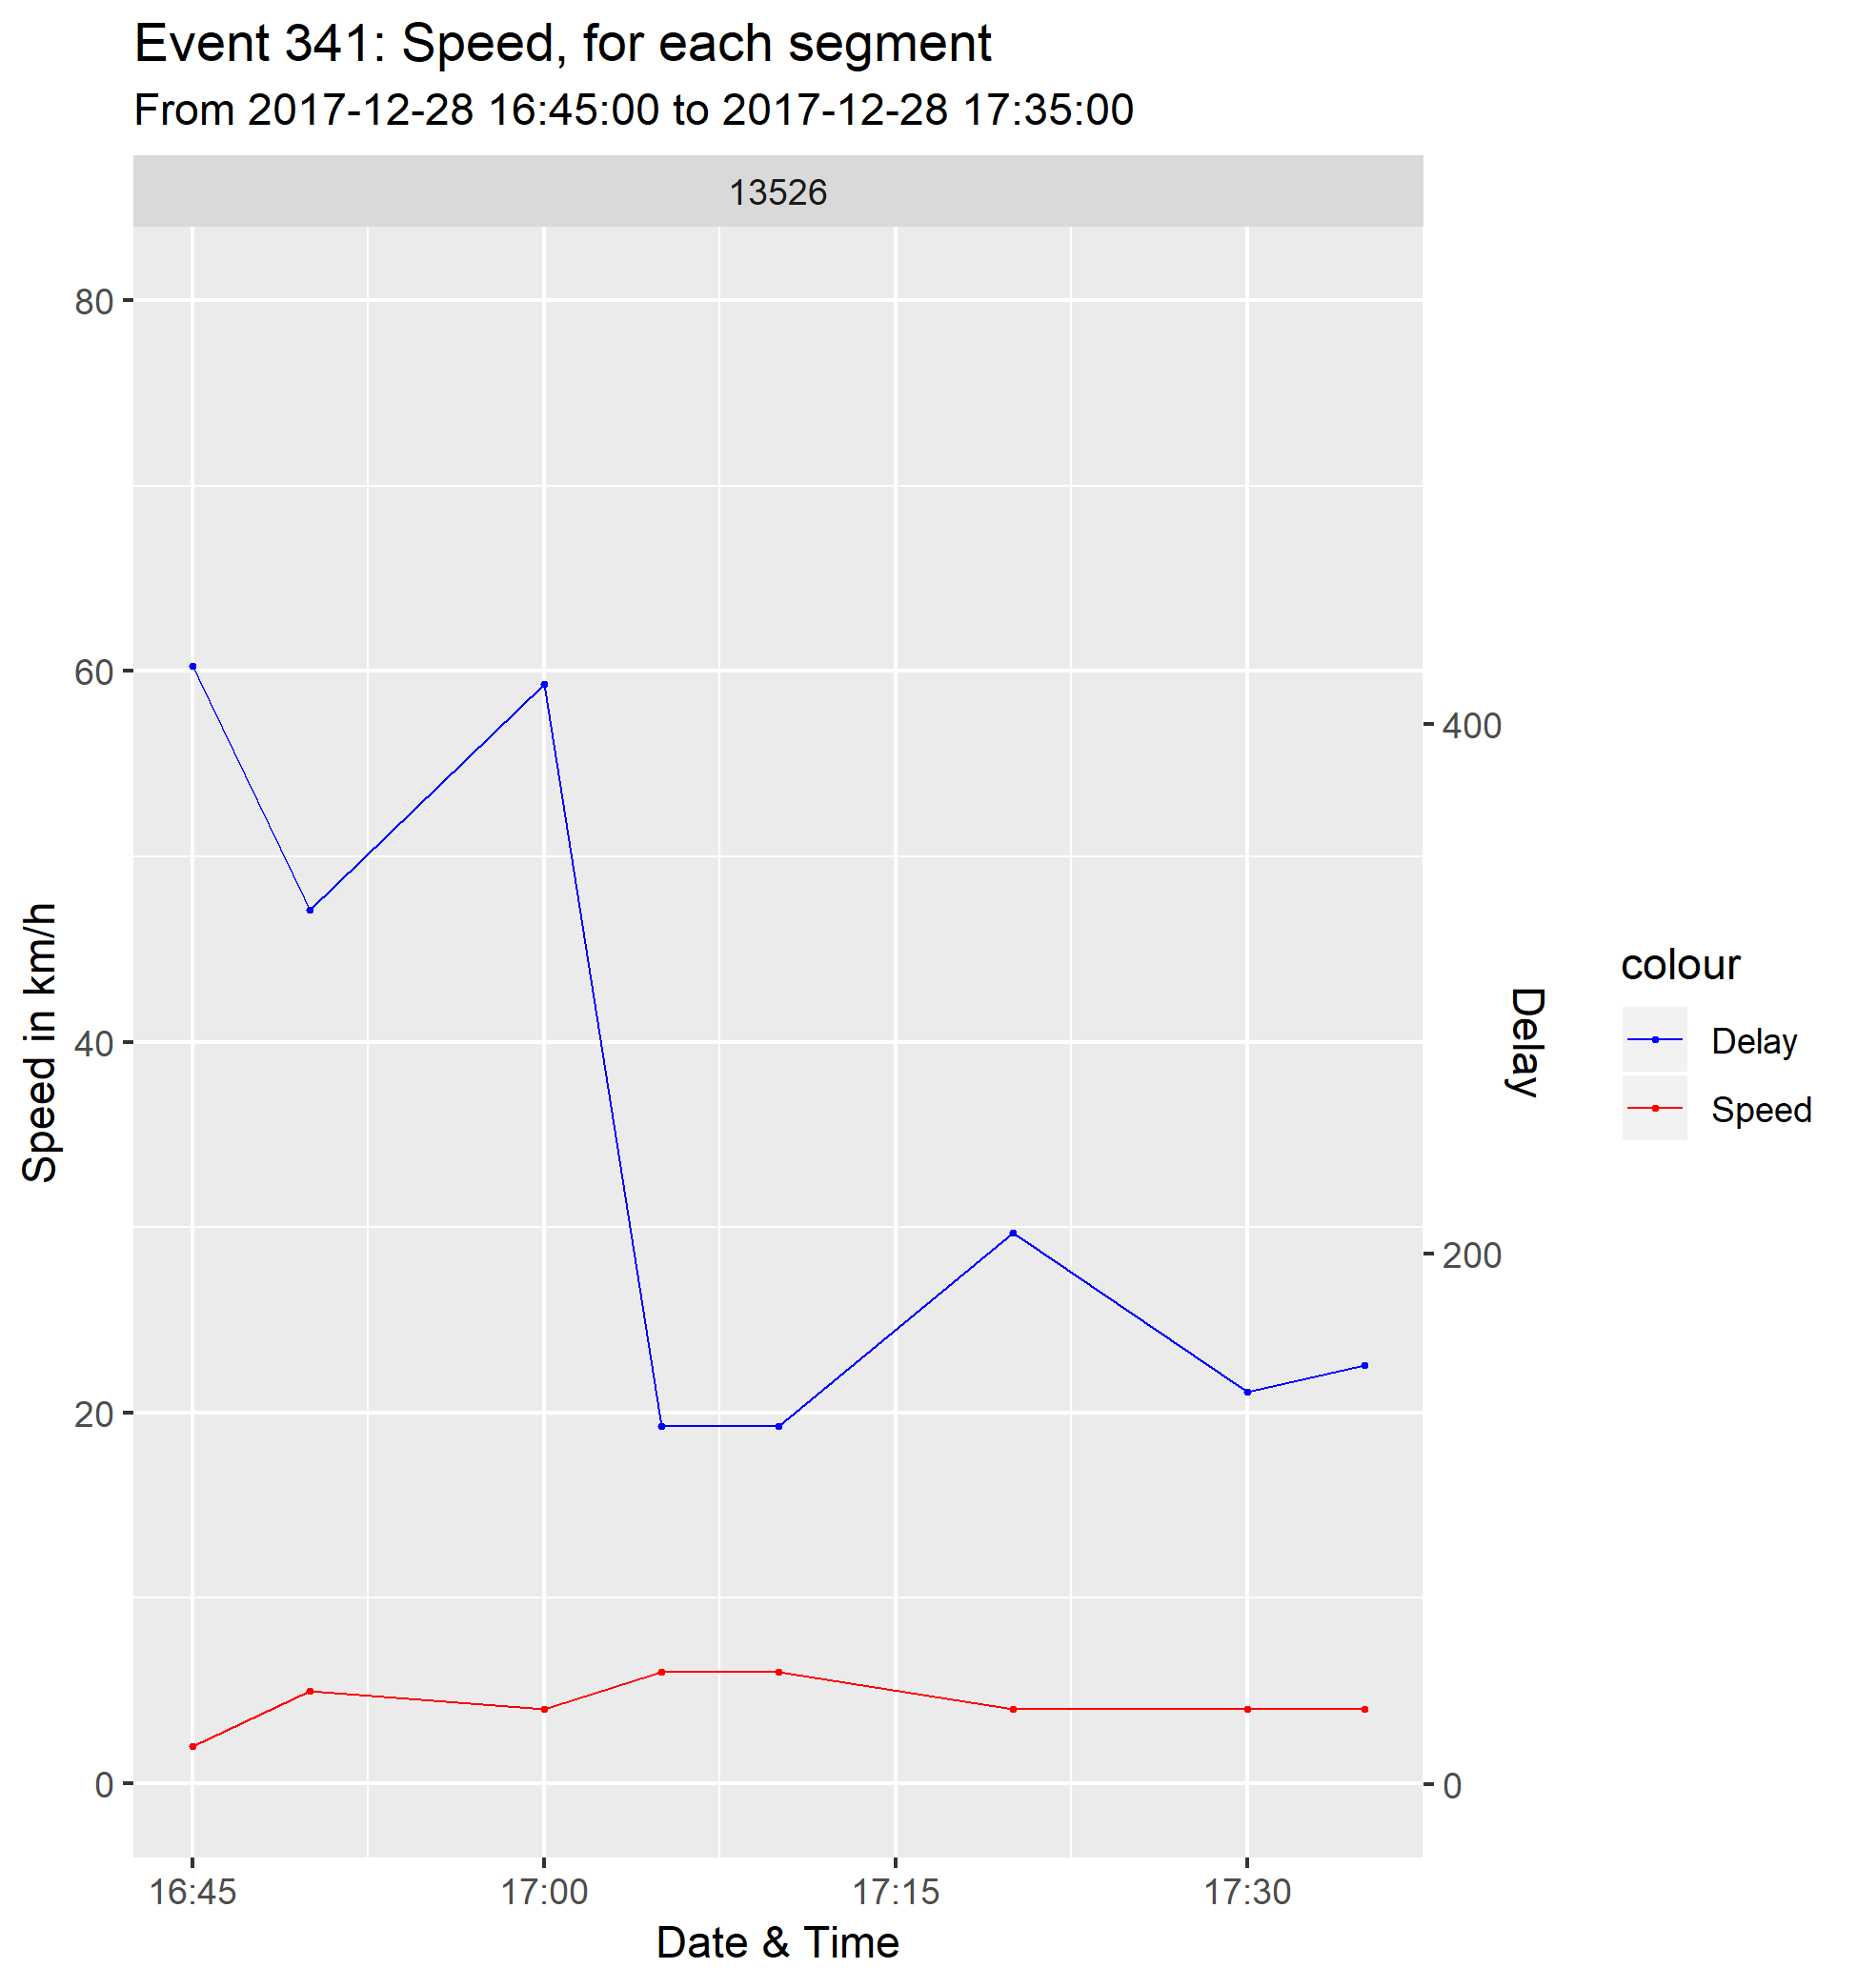 Event 341: Speed, for each segment
From 2017-12-28 16:45:00 to 2017-12-28 17:35:00
13526
80
60
40
20
0
Speed in km/h
400
200
0
Delay
colour
Delay
Speed
16:45
17:00
17:15
17:30
Date & Time